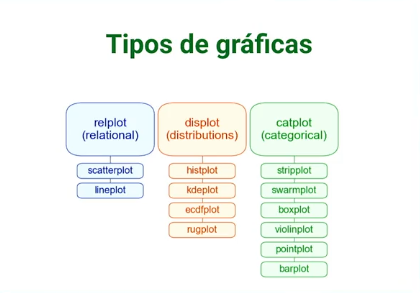 Tipos de gráficas
relplot
(relational)
scatterplot
lineplot
displot
(distributions)
histplot
kdeplot
ecdfplot
rugplot
catplot
(categorical)
stripplot
swarmplot
boxplot
violinplot
pointplot
barplot